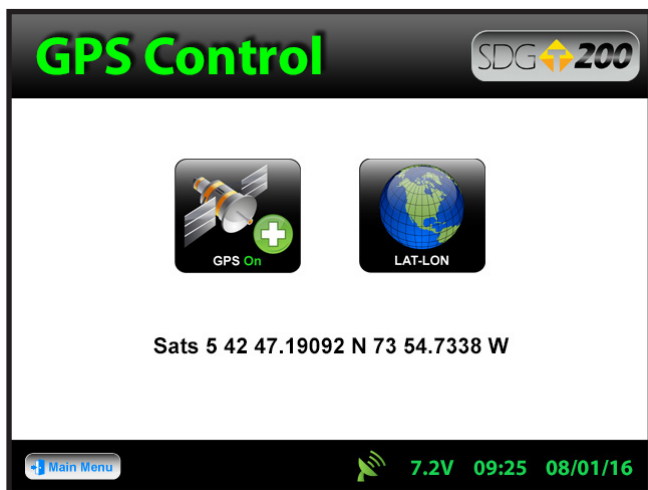 GPS Control
SDG T 200
GPS On
LAT-LON
Sats 5 42 47.19092 N 73 54.7338 W
Main Menu
7.2V 09:25 08/01/16